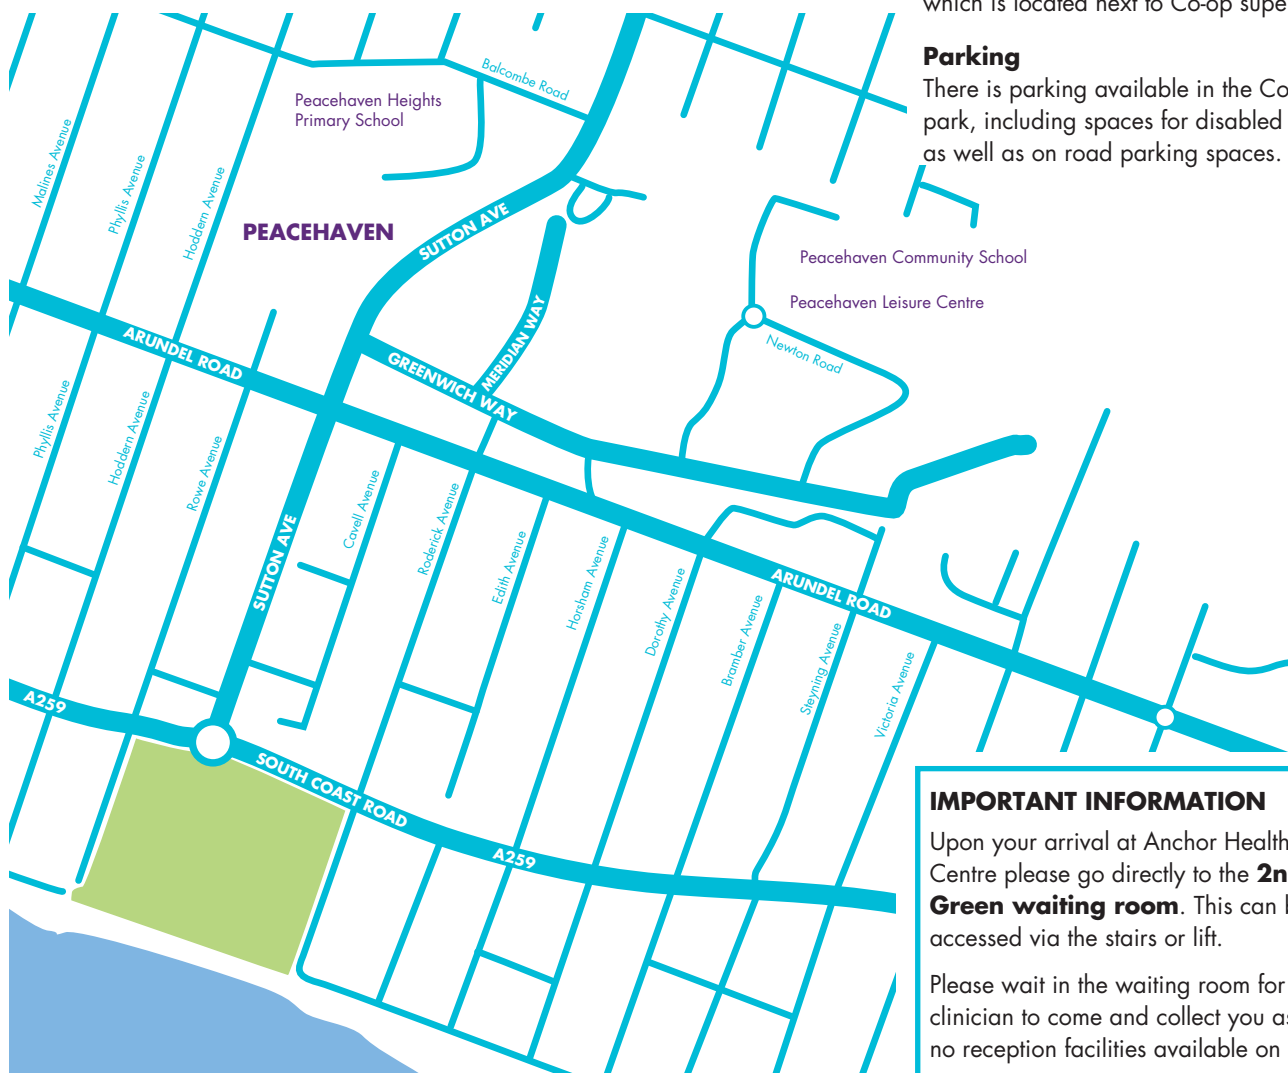 which is located next to Co-op supe
Parking
There is parking available in the Co
park, including spaces for disabled
as well as on road parking spaces.
Balcombe Road
Peacehaven Heights
Primary School
Malines Avenue
Phyllis Avenue
Hoddern Avenue
PEACEHAVEN
SUTTON AVE
Peacehaven Community School
Peacehaven Leisure Centre
MERIDIAN WAY
Newton Road
ARUNDEL ROAD
GREENWICH WAY
Phyllis Avenue
Hoddern Avenue
Rowe Avenue
SUTTON AVE
Cavell Avenue
Roderick Avenue
Edith Avenue
Horsham Avenue
Dorothy Avenue
ARUNDEL ROAD
Bramber Avenue
Steyning Avenue
Victoria Avenue
A259
SOUTH COAST ROAD
A259
IMPORTANT INFORMATION
Upon your arrival at Anchor Health
Centre please go directly to the 2n
Green waiting room. This can
accessed via the stairs or lift.
Please wait in the waiting room for
clinician to come and collect you as
no reception facilities available on